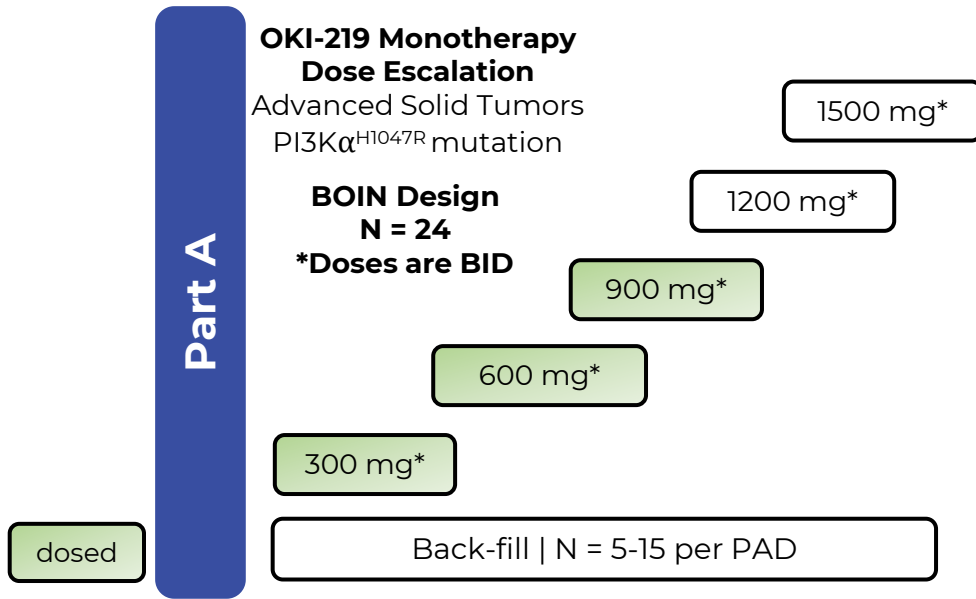 Part A
OKI-219 Monotherapy
Dose Escalation
Advanced Solid Tumors
PI3Kα^H1047R mutation
BOIN Design
N = 24
*Doses are BID
1500 mg*
1200 mg*
900 mg*
600 mg*
300 mg*
dosed
Back-fill | N = 5-15 per PAD